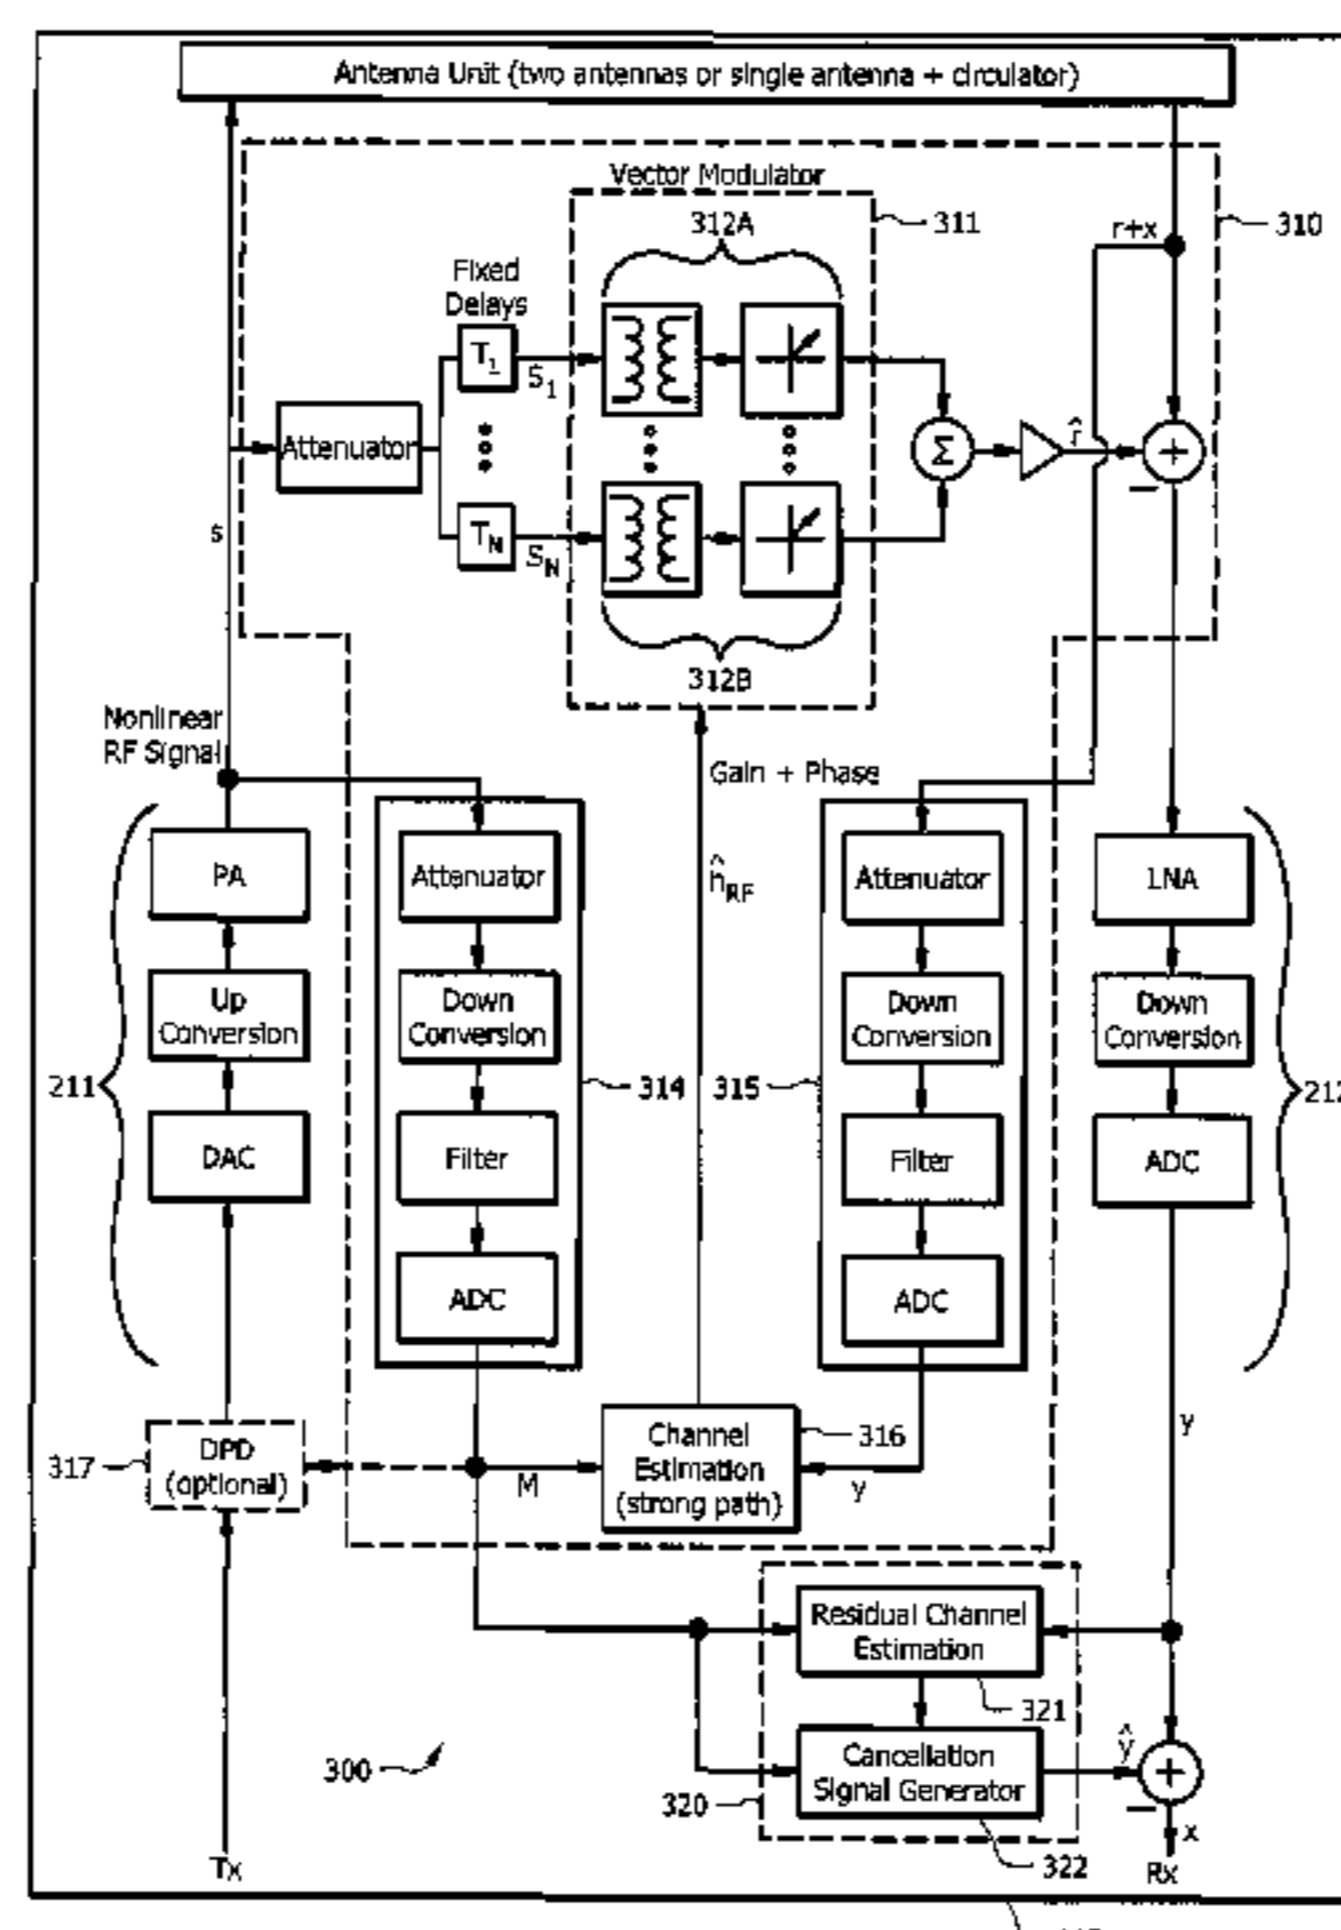 Antenna Unit (two antennas or single antenna + circulator)
Vector Modulator
312A
311
r+x
310
Fixed
Delays
T1
S1
Attenuator
Σ
r̂
+
−
s
TN
SN
312B
Nonlinear
RF Signal
Gain + Phase
ĥRF
PA
Attenuator
Attenuator
LNA
Up
Conversion
Down
Conversion
Down
Conversion
Down
Conversion
211
314
315
212
DAC
Filter
Filter
ADC
ADC
ADC
317
DPD
(optional)
M
Channel
Estimation
(strong path)
316
y
y
Residual Channel
Estimation
321
300
Cancellation
Signal Generator
320
322
ŷ
+
−
x
Tx
Rx